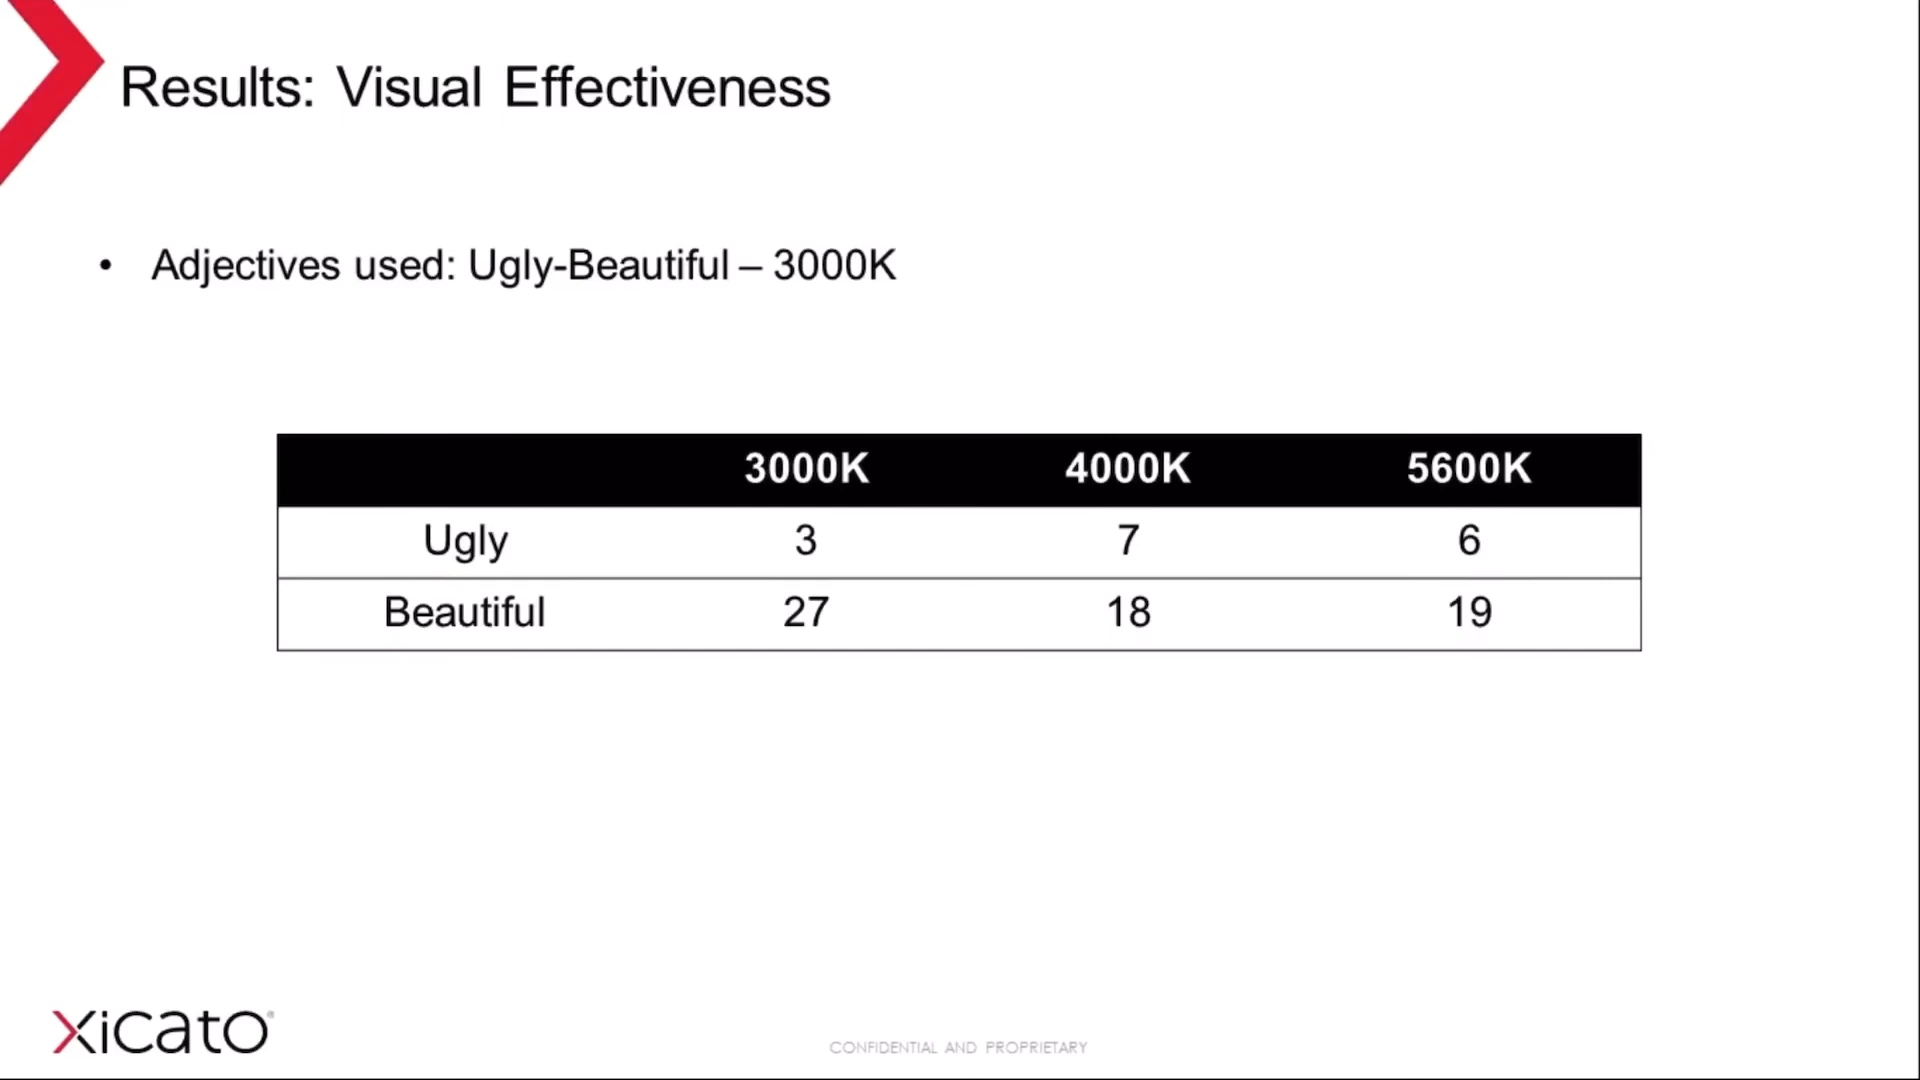 Results: Visual Effectiveness
• Adjectives used: Ugly-Beautiful – 3000K
3000K 4000K 5600K
Ugly 3 7 6
Beautiful 27 18 19
xicato
CONFIDENTIAL AND PROPRIETARY